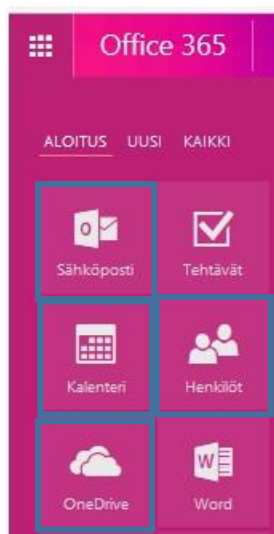 Office 365
ALOITUS UUSI KAIKKI
Sähköposti Tehtävät
Kalenteri Henkilöt
OneDrive Word